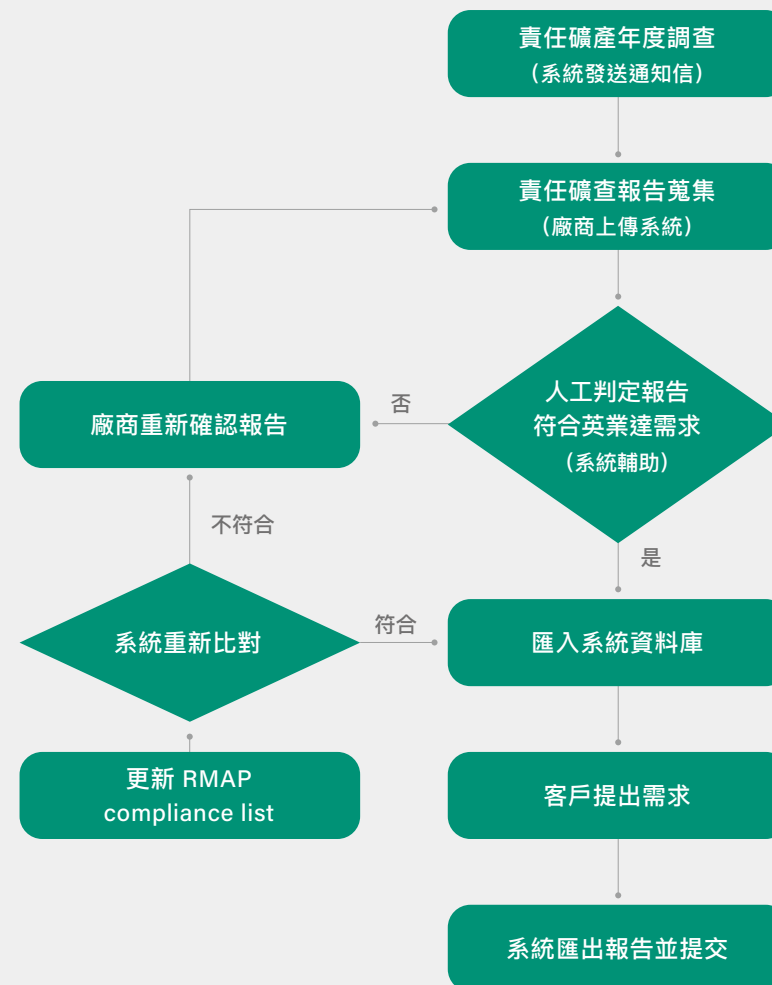 責任礦產年度調查
（系統發送通知信）
責任礦查報告蒐集
（廠商上傳系統）
人工判定報告
符合英業達需求
（系統輔助）
否
廠商重新確認報告
不符合
是
系統重新比對
符合
匯入系統資料庫
更新 RMAP
compliance list
客戶提出需求
系統匯出報告並提交